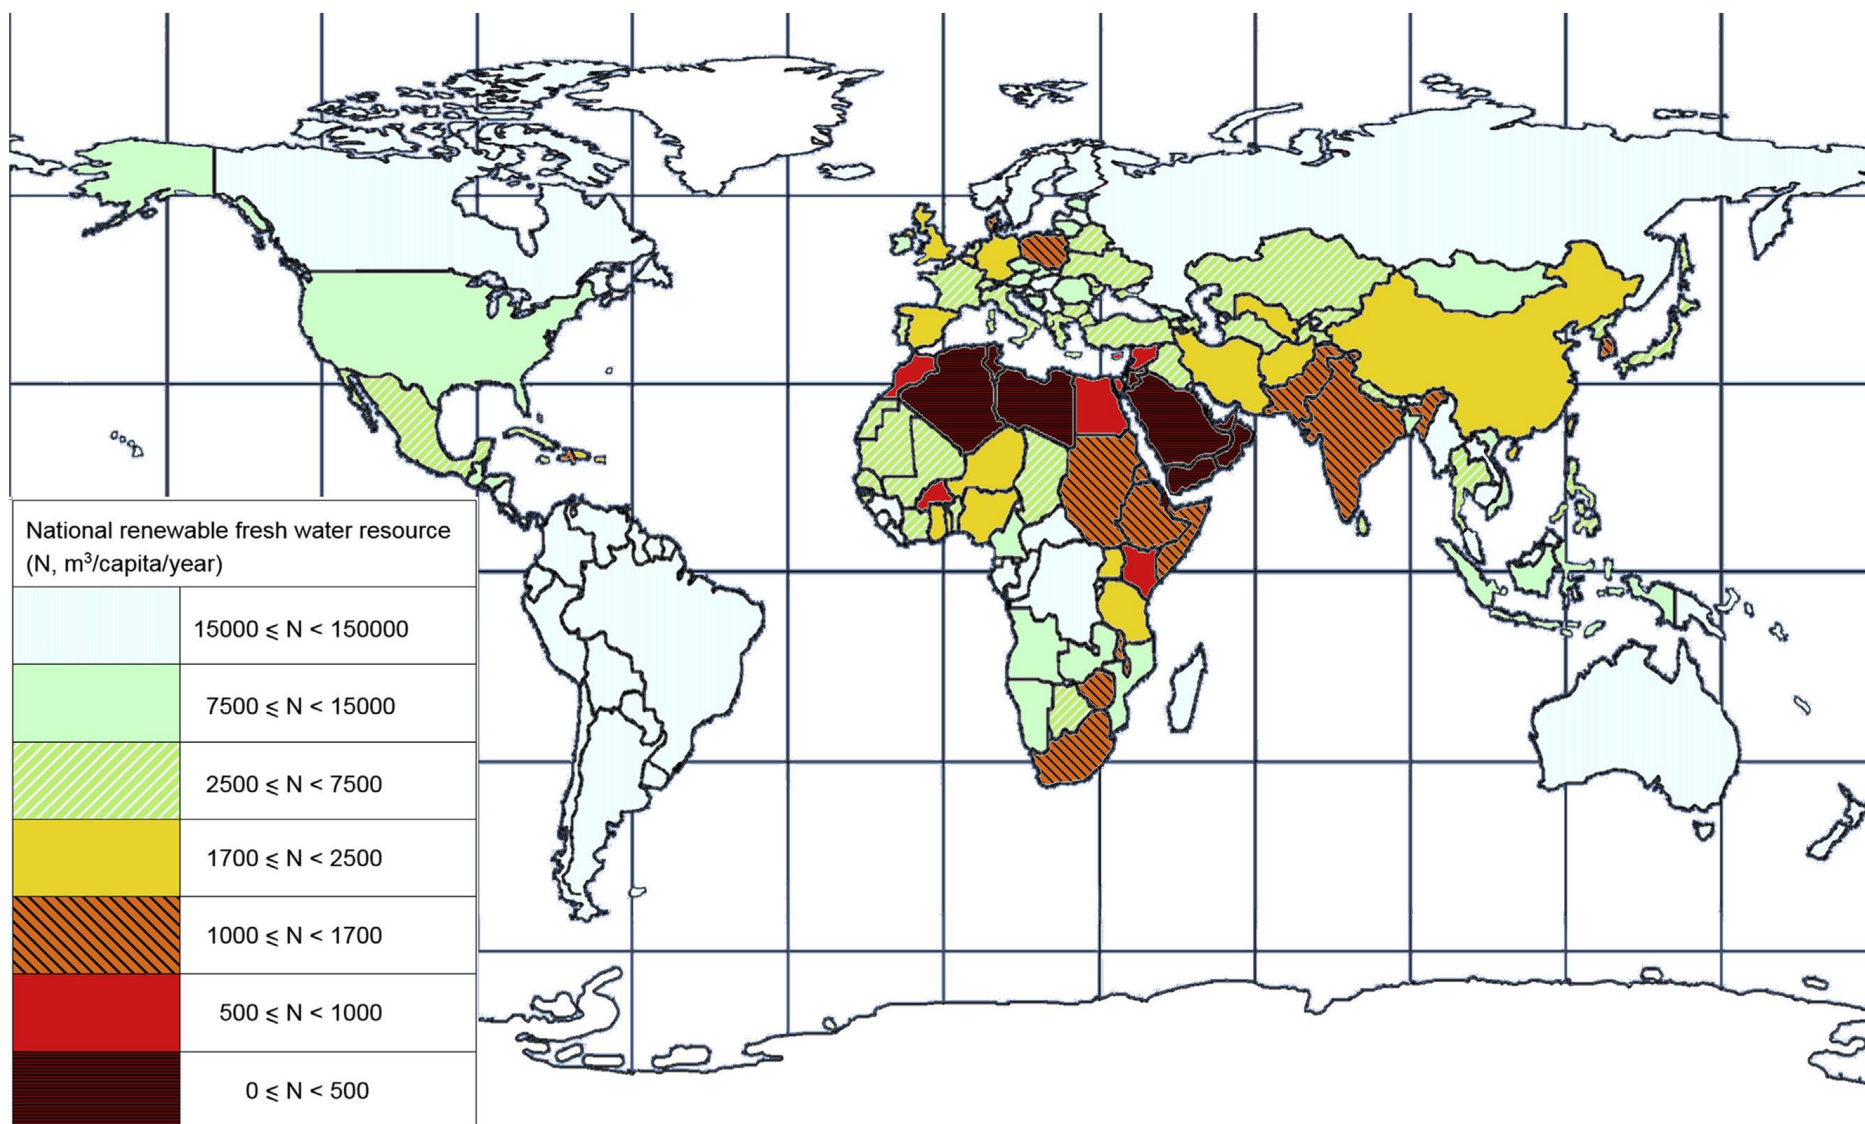 National renewable fresh water resource
(N, m³/capita/year)
15000 ⩽ N < 150000
7500 ⩽ N < 15000
2500 ⩽ N < 7500
1700 ⩽ N < 2500
1000 ⩽ N < 1700
500 ⩽ N < 1000
0 ⩽ N < 500